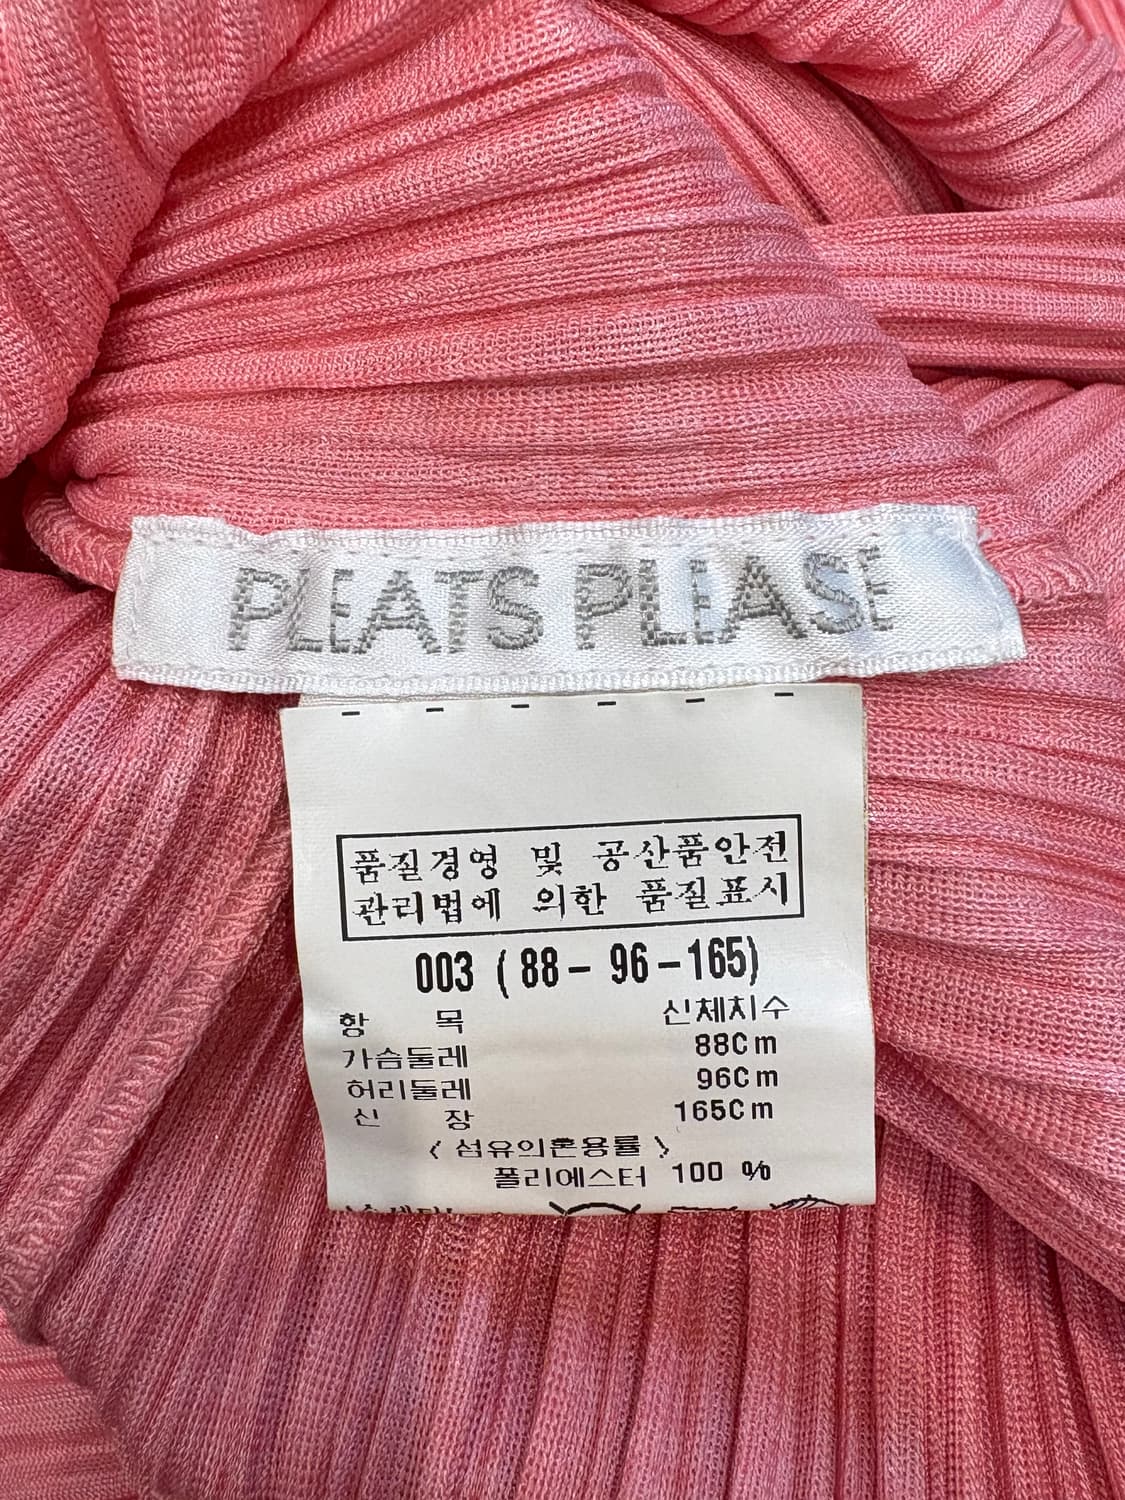 PLEATS PLEASE
품질경영 및 공산품안전
관리법에 의한 품질표시
003 (88-96-165)
항 목 신체치수
가슴둘레 88Cm
허리둘레 96Cm
신 장 165Cm
〈섬유의혼용률〉
폴리에스터 100 %